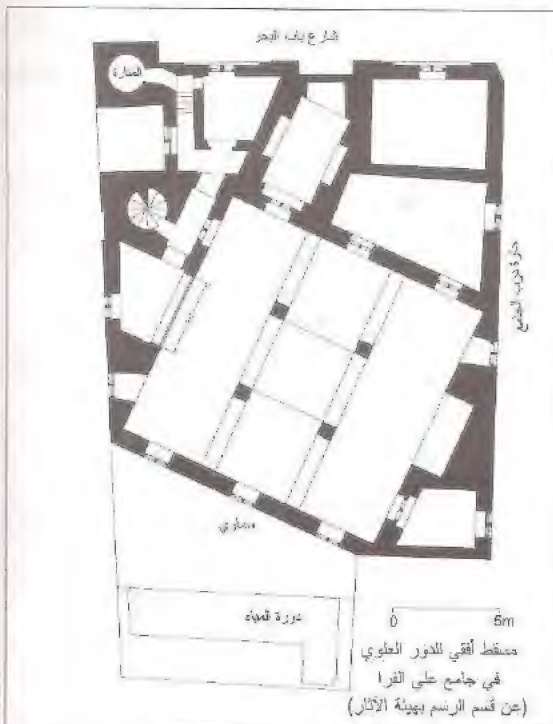 شارع باب البحر
المنارة
حارة درب الجامع
سماوي
دورة المياه
0 5m
مسقط أفقي للدور العلوي
في جامع علي الفرا
(عن قسم الرسم بهيئة الآثار)